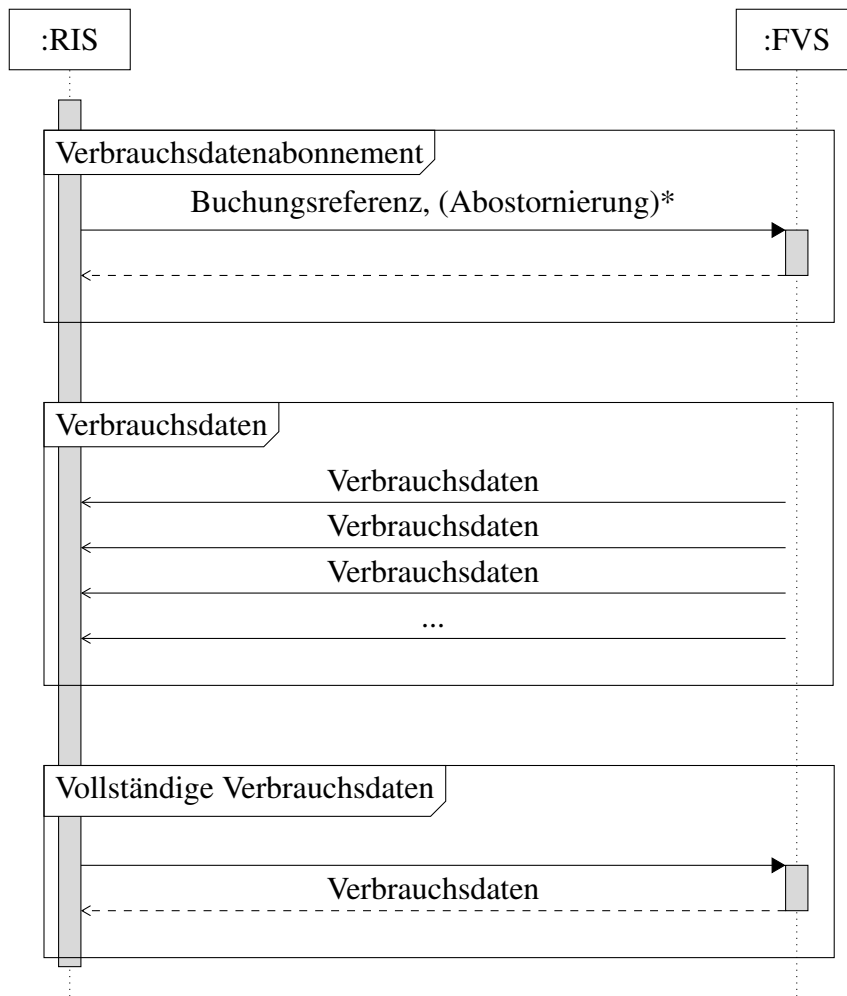 :RIS
:FVS
Verbrauchsdatenabonnement
Buchungsreferenz, (Abostornierung)*
Verbrauchsdaten
Verbrauchsdaten
Verbrauchsdaten
Verbrauchsdaten
...
Vollständige Verbrauchsdaten
Verbrauchsdaten